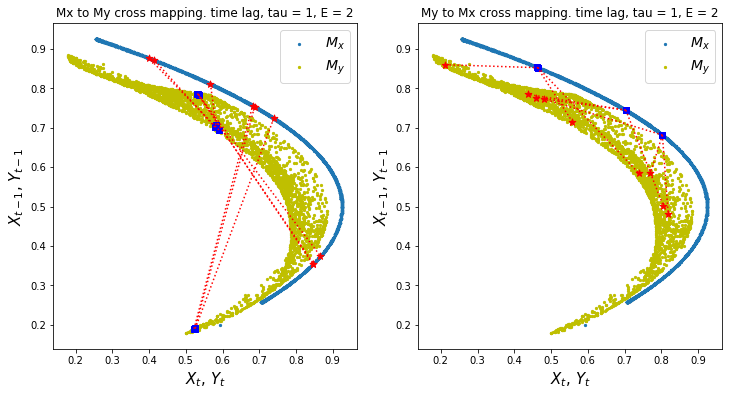 Mx to My cross mapping. time lag, tau = 1, E = 2
0.9
0.8
0.7
0.6
0.5
0.4
0.3
0.2
0.2 0.3 0.4 0.5 0.6 0.7 0.8 0.9
X_{t-1}, Y_{t-1}
X_t, Y_t
M_x
M_y
My to Mx cross mapping. time lag, tau = 1, E = 2
0.9
0.8
0.7
0.6
0.5
0.4
0.3
0.2
0.2 0.3 0.4 0.5 0.6 0.7 0.8 0.9
X_{t-1}, Y_{t-1}
X_t, Y_t
M_x
M_y